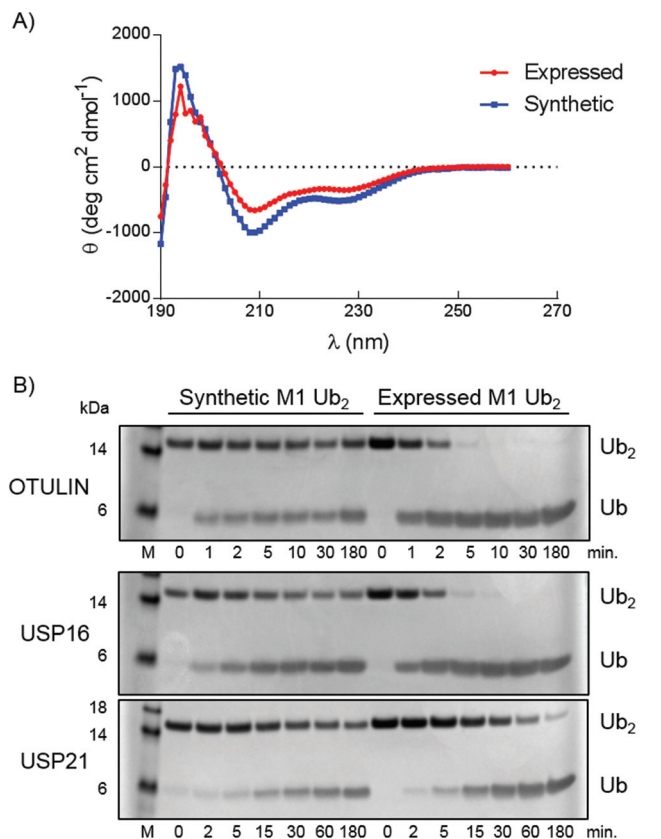 A)
2000
1000
0
-1000
-2000
θ (deg cm² dmol⁻¹)
Expressed
Synthetic
190 210 230 250 270
λ (nm)
B)
kDa
Synthetic M1 Ub₂ Expressed M1 Ub₂
14
6
OTULIN
Ub₂
Ub
M 0 1 2 5 10 30 180 0 1 2 5 10 30 180 min.
14
6
USP16
Ub₂
Ub
18
14
6
USP21
Ub₂
Ub
M 0 2 5 15 30 60 180 0 2 5 15 30 60 180 min.